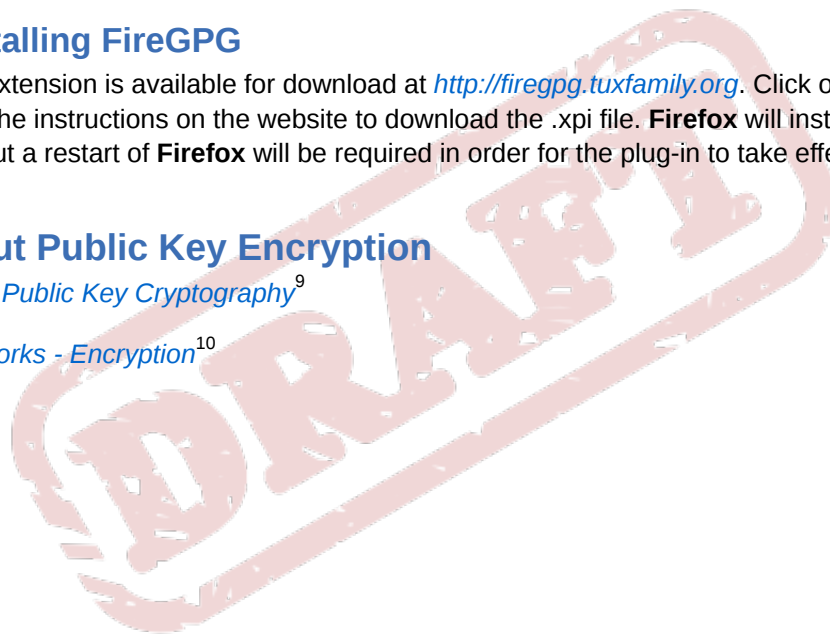 talling FireGPG
xtension is available for download at http://firegpg.tuxfamily.org. Click o
he instructions on the website to download the .xpi file. Firefox will inst
ut a restart of Firefox will be required in order for the plug-in to take effe
ut Public Key Encryption
Public Key Cryptography9
orks - Encryption10
DRAFT